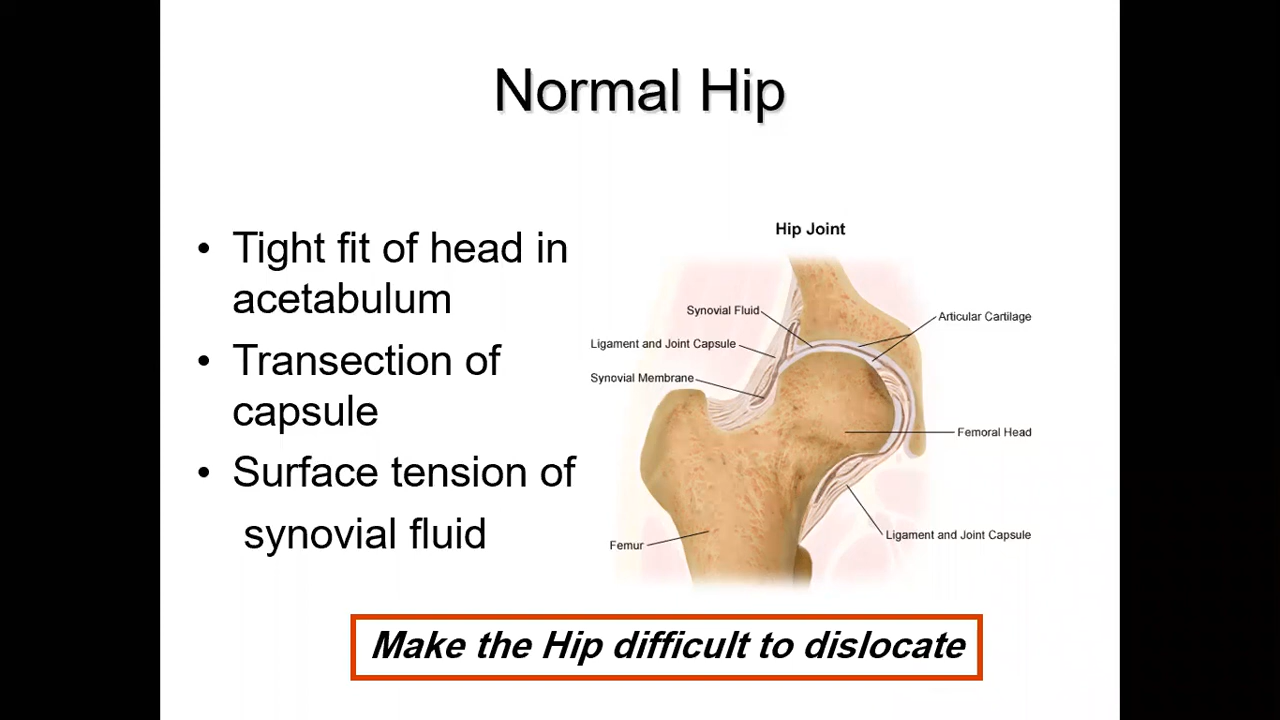 Normal Hip
• Tight fit of head in
acetabulum
• Transection of
capsule
• Surface tension of
synovial fluid
Hip Joint
Synovial Fluid
Articular Cartilage
Ligament and Joint Capsule
Synovial Membrane
Femoral Head
Ligament and Joint Capsule
Femur
Make the Hip difficult to dislocate